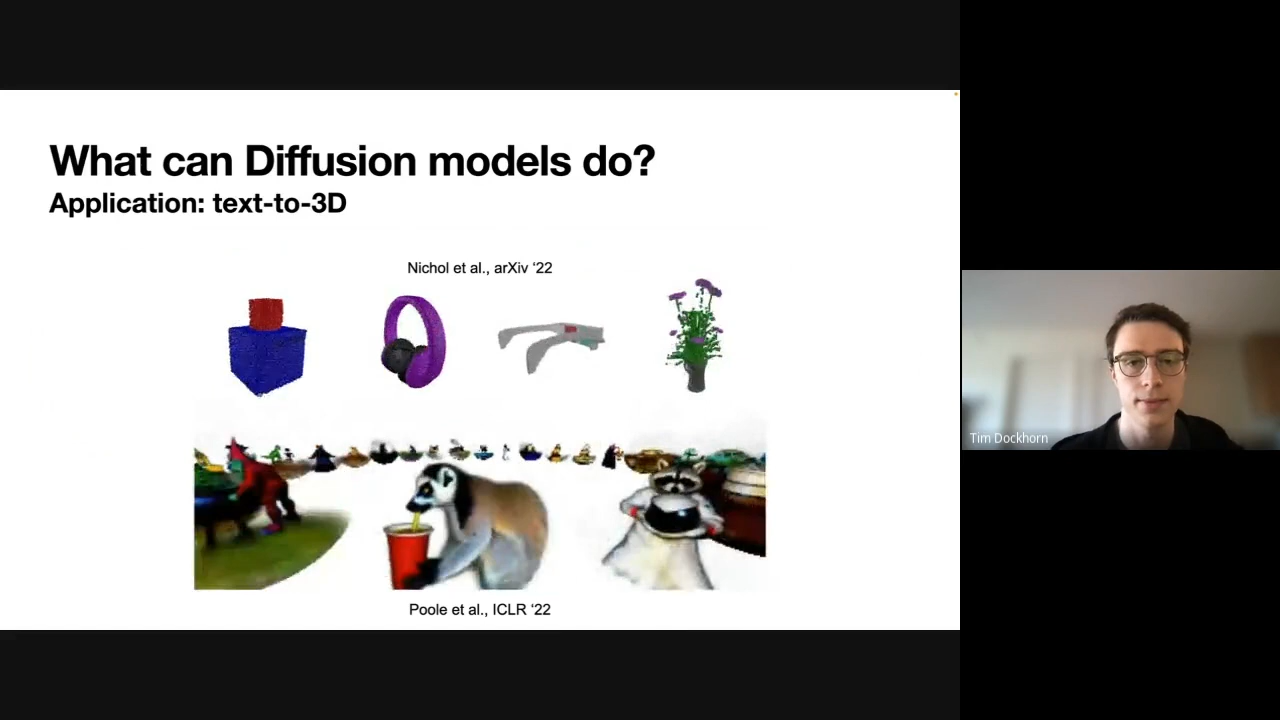 What can Diffusion models do?
Application: text-to-3D
Nichol et al., arXiv ‘22
Poole et al., ICLR ‘22
Tim Dockhorn